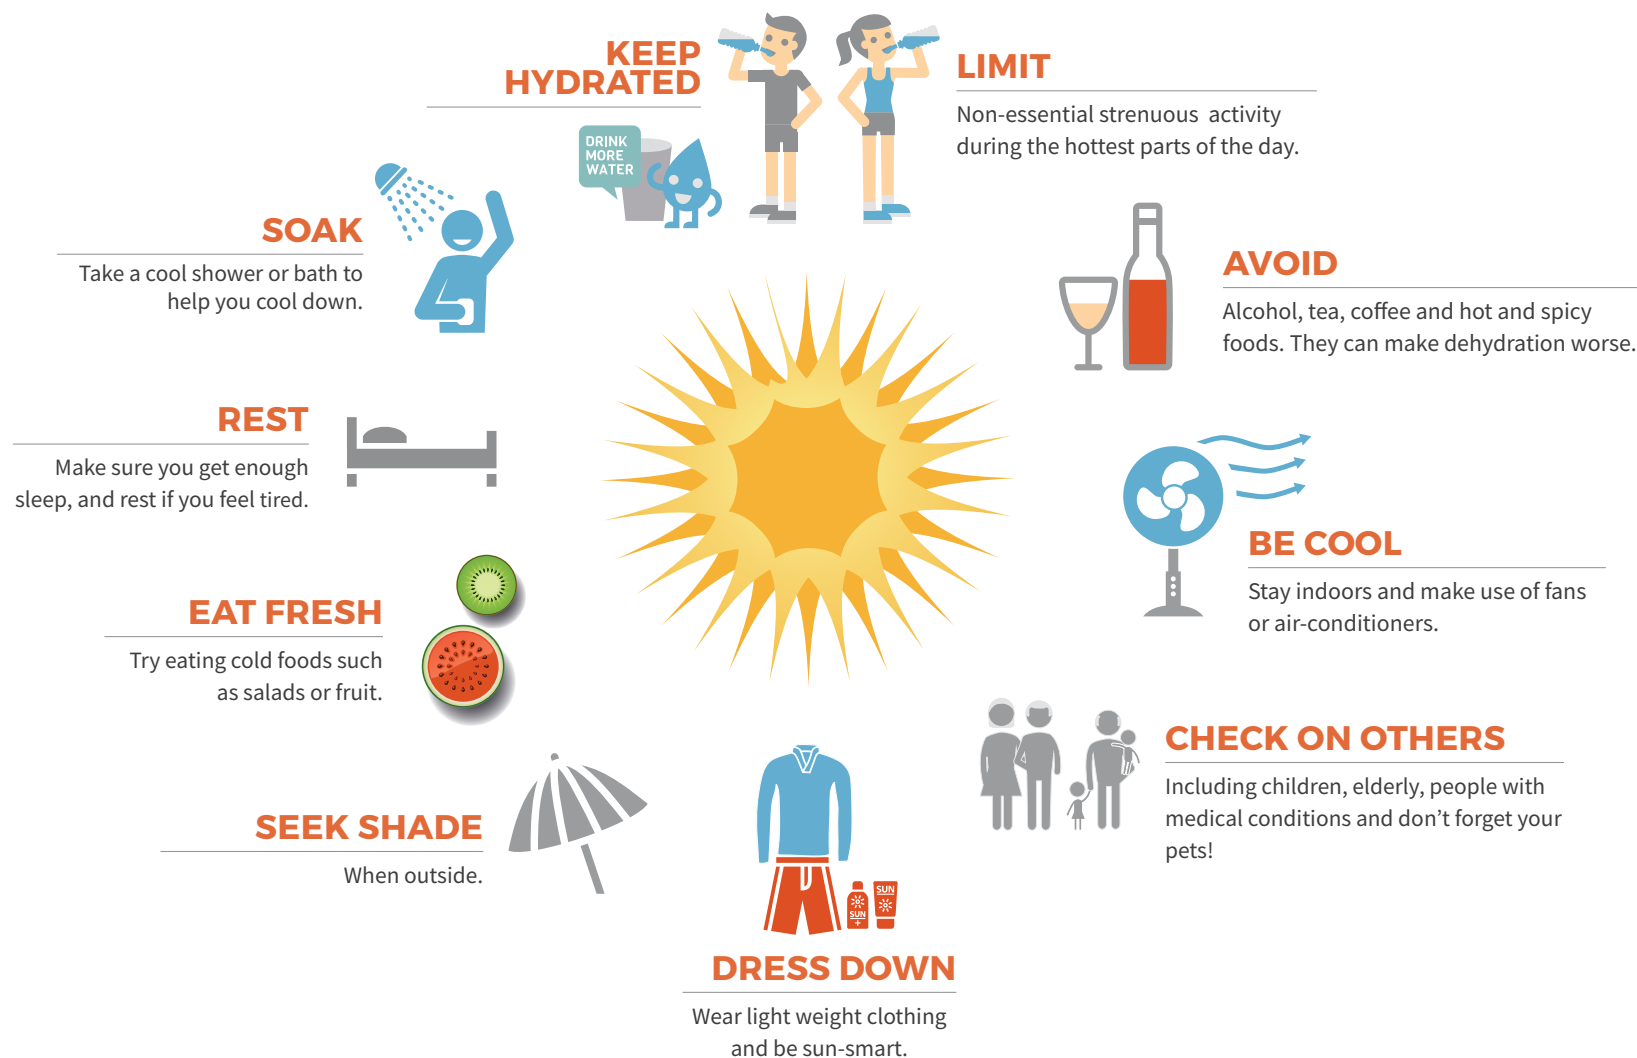 KEEP
HYDRATED
DRINK
MORE
WATER
LIMIT
Non-essential strenuous activity
during the hottest parts of the day.
SOAK
Take a cool shower or bath to
help you cool down.
AVOID
Alcohol, tea, coffee and hot and spicy
foods. They can make dehydration worse.
REST
Make sure you get enough
sleep, and rest if you feel tired.
BE COOL
Stay indoors and make use of fans
or air-conditioners.
EAT FRESH
Try eating cold foods such
as salads or fruit.
CHECK ON OTHERS
Including children, elderly, people with
medical conditions and don’t forget your
pets!
SEEK SHADE
When outside.
SUN
+
SUN
DRESS DOWN
Wear light weight clothing
and be sun-smart.